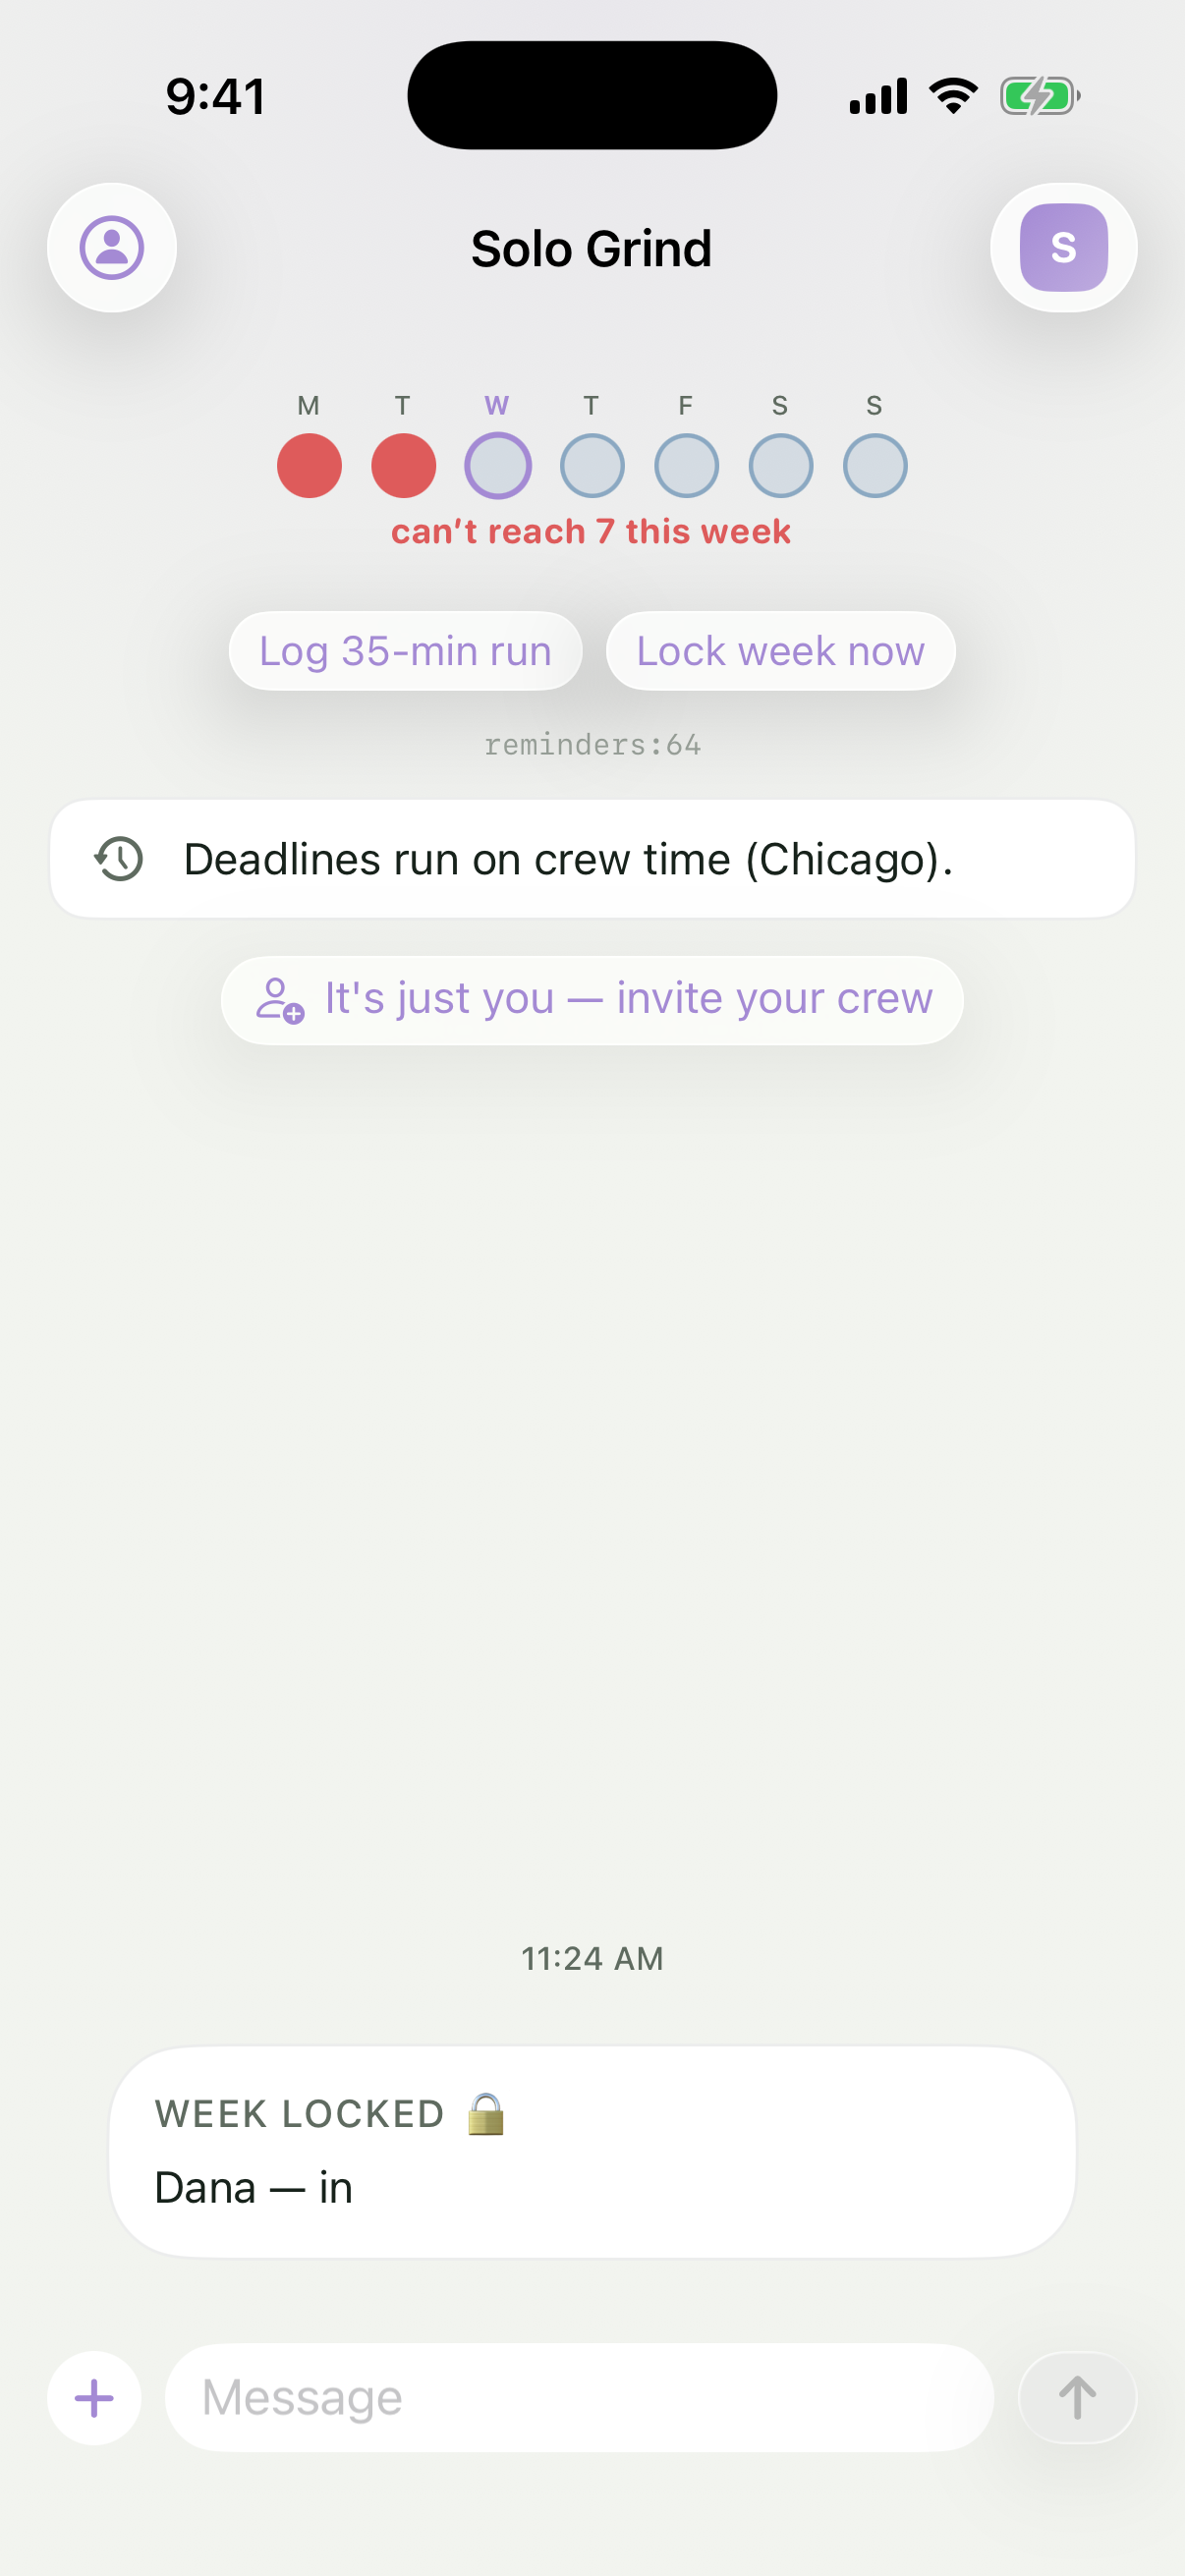 9:41
Solo Grind
S
M T W T F S S
can't reach 7 this week
Log 35-min run
Lock week now
reminders:64
Deadlines run on crew time (Chicago).
It's just you — invite your crew
11:24 AM
WEEK LOCKED 🔒
Dana — in
Message